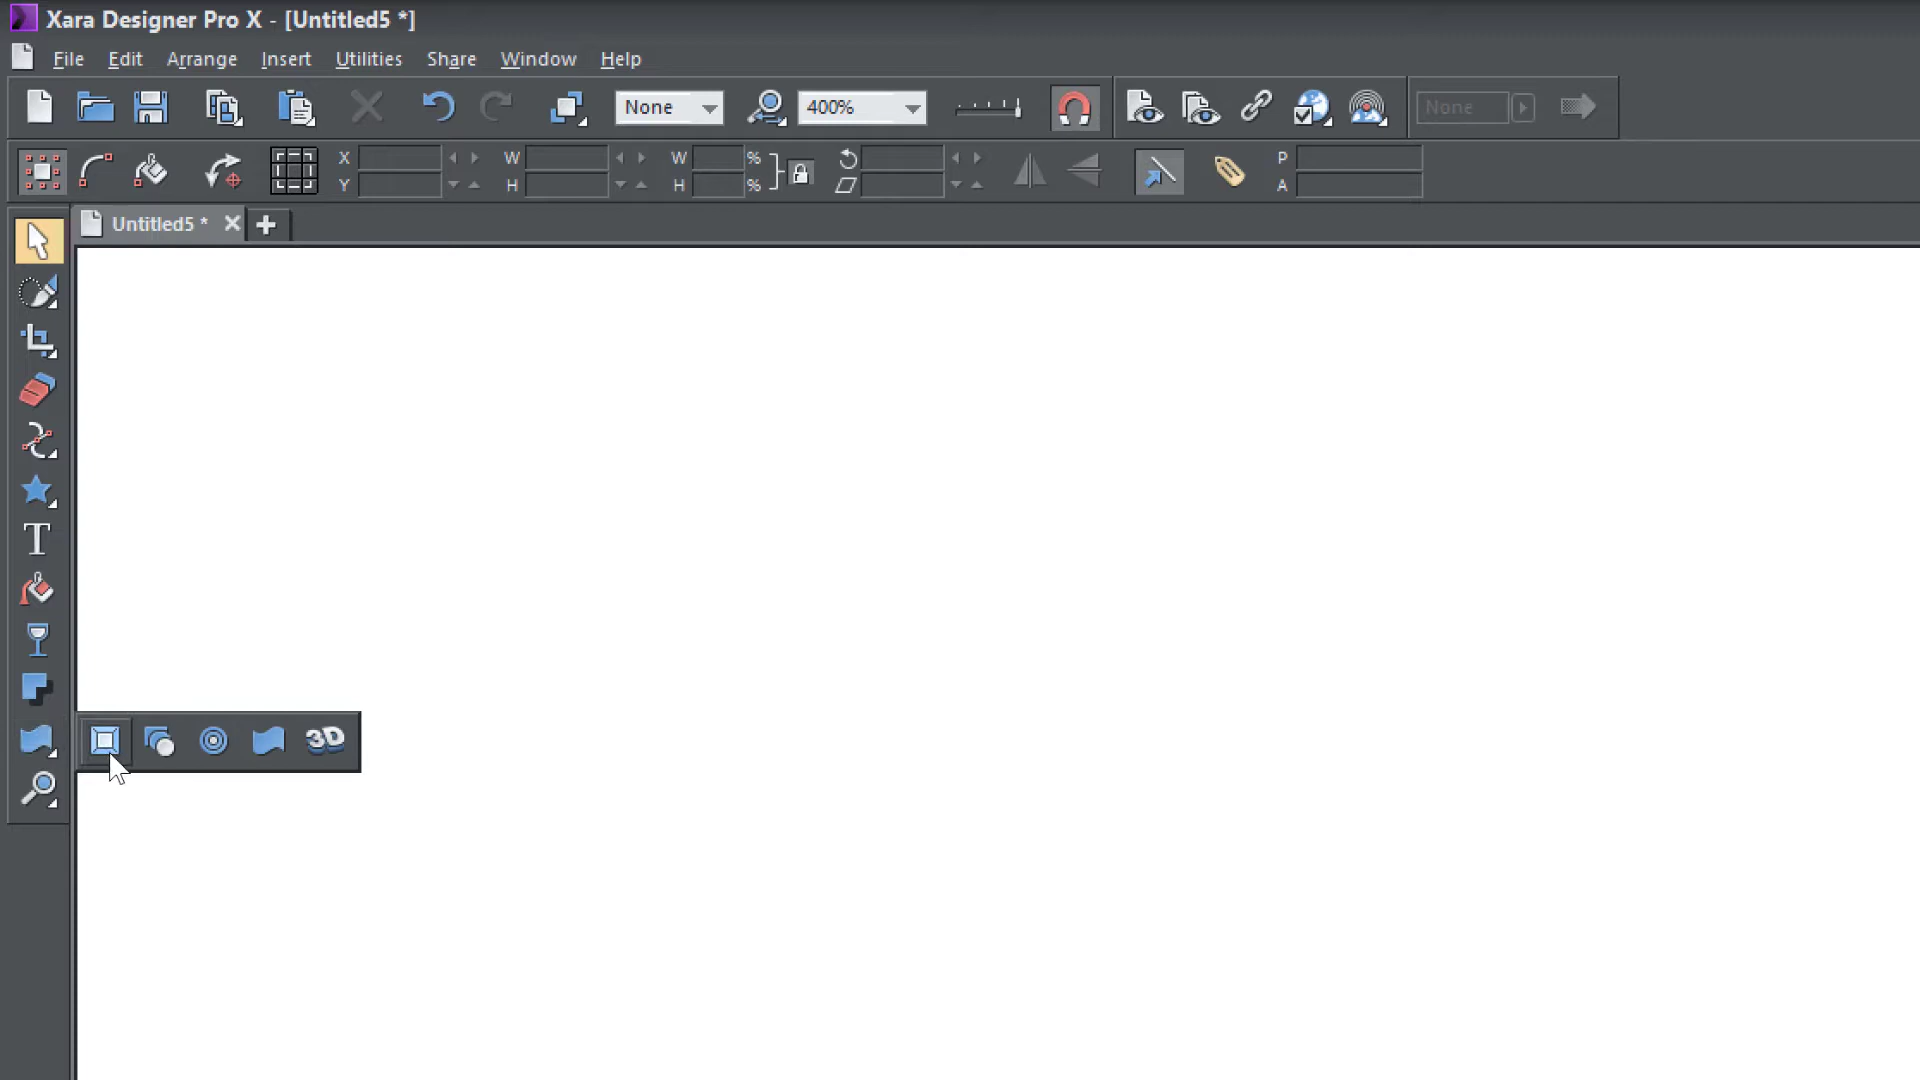 Xara Designer Pro X - [Untitled5 *]
File Edit Arrange Insert Utilities Share Window Help
None 400% None
X W W % P
Y H H % A
Untitled5 *
T
3D